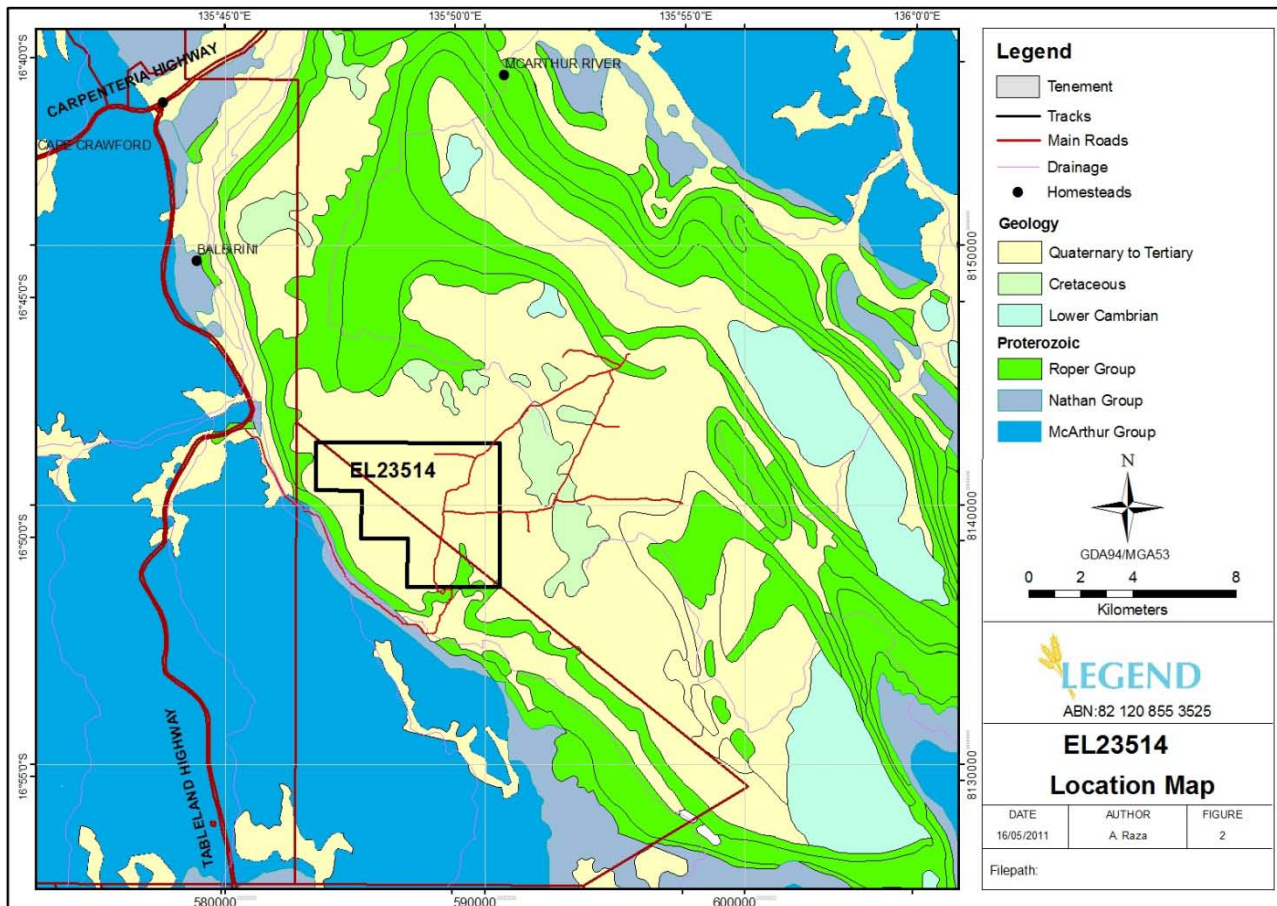 135°45'0"E
135°50'0"E
135°55'0"E
136°0'0"E
16°40'0"S
16°45'0"S
16°50'0"S
16°55'0"S
CARPENTERIA HIGHWAY
MCARTHUR RIVER
CAPE CRAWFORD
BALBIRINI
EL23514
TABLELAND HIGHWAY
8150000
8140000
8130000
580000
590000
600000
Legend
Tenement
Tracks
Main Roads
Drainage
Homesteads
Geology
Quaternary to Tertiary
Cretaceous
Lower Cambrian
Proterozoic
Roper Group
Nathan Group
McArthur Group
N
GDA94/MGA53
0 2 4 8
Kilometers
LEGEND
ABN:82 120 855 3525
EL23514
Location Map
DATE AUTHOR FIGURE
16/05/2011 A. Raza 2
Filepath: